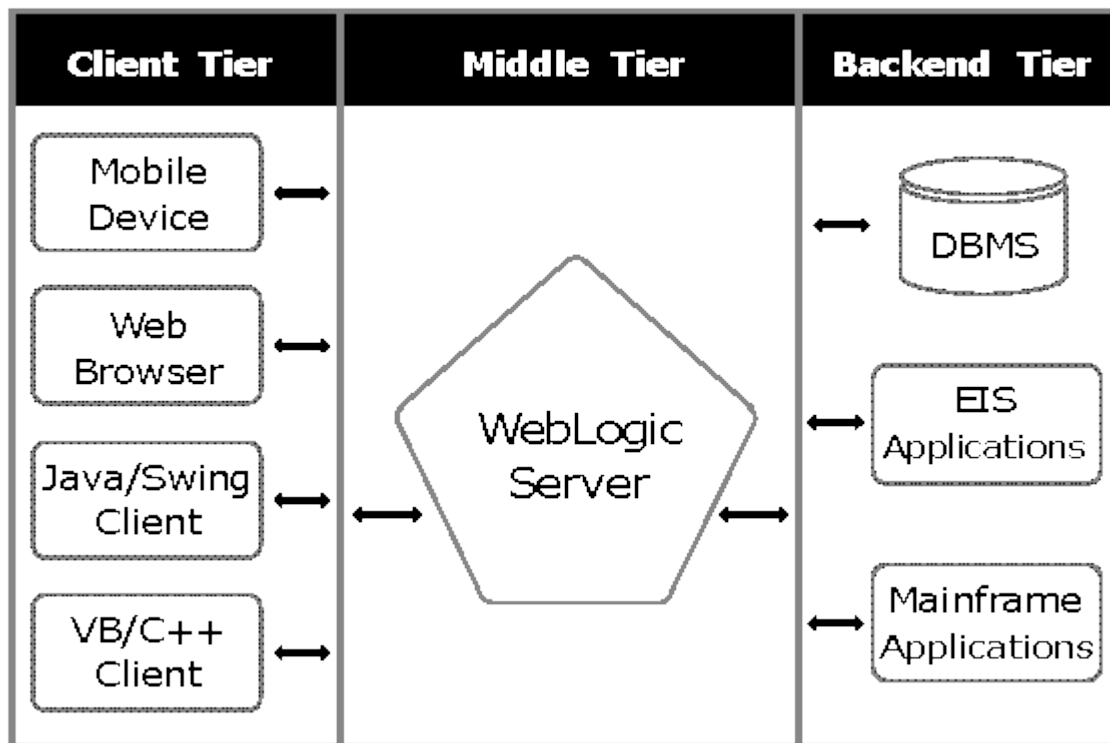 Client Tier
Middle Tier
Backend Tier
Mobile
Device
Web
Browser
Java/Swing
Client
VB/C++
Client
WebLogic
Server
DBMS
EIS
Applications
Mainframe
Applications